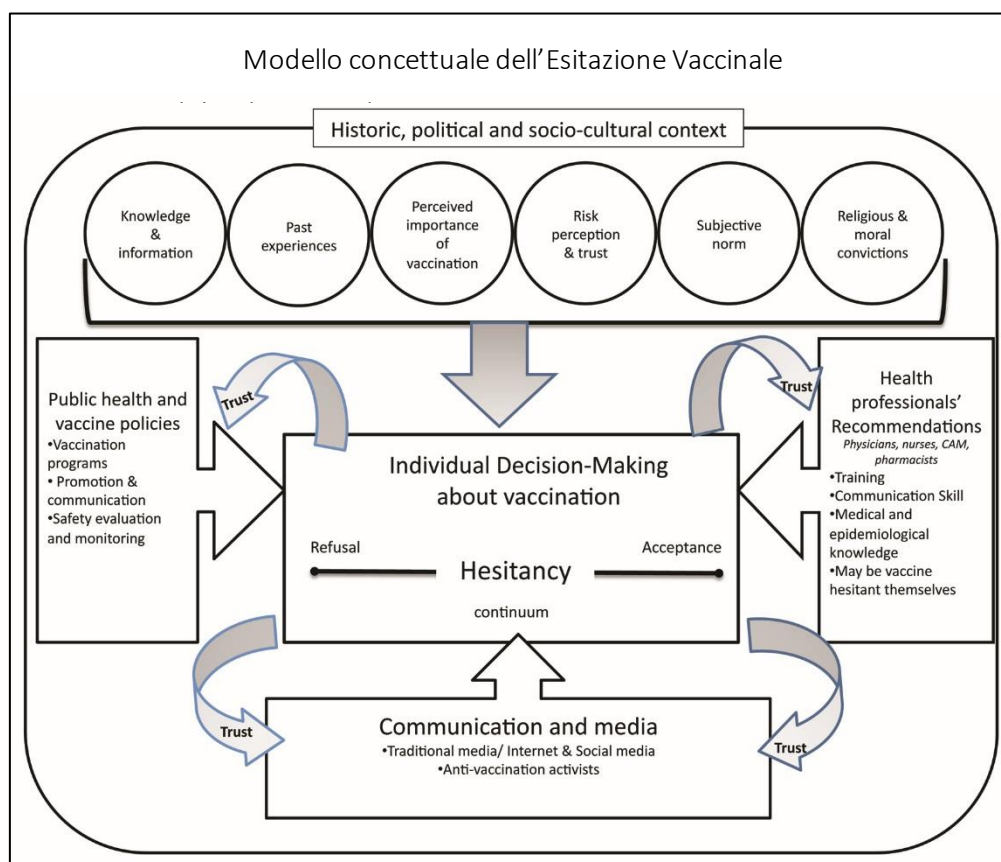 Modello concettuale dell’Esitazione Vaccinale
Historic, political and socio-cultural context
Knowledge
&
information
Past
experiences
Perceived
importance
of
vaccination
Risk
perception
& trust
Subjective
norm
Religious &
moral
convictions
Public health and
vaccine policies
•Vaccination
programs
• Promotion &
communication
•Safety evaluation
and monitoring
Trust
Trust
Health
professionals’
Recommendations
Physicians, nurses, CAM,
pharmacists
•Training
•Communication Skill
•Medical and
epidemiological
knowledge
•May be vaccine
hesitant themselves
Individual Decision-Making
about vaccination
Refusal
Acceptance
Hesitancy
continuum
Trust
Trust
Communication and media
•Traditional media/ Internet & Social media
•Anti-vaccination activists